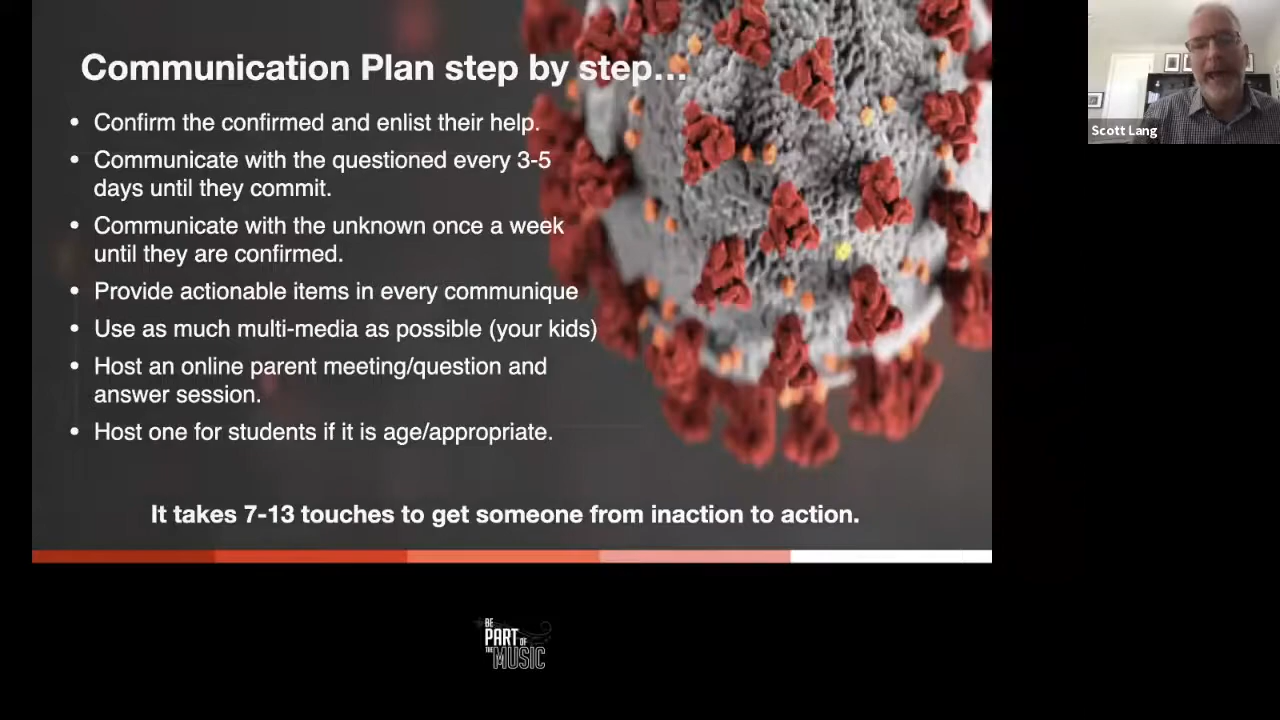 Communication Plan step by step...
• Confirm the confirmed and enlist their help.
• Communicate with the questioned every 3-5
days until they commit.
• Communicate with the unknown once a week
until they are confirmed.
• Provide actionable items in every communique
• Use as much multi-media as possible (your kids)
• Host an online parent meeting/question and
answer session.
• Host one for students if it is age/appropriate.
It takes 7-13 touches to get someone from inaction to action.
Scott Lang
BE
PART OF
THE MUSIC